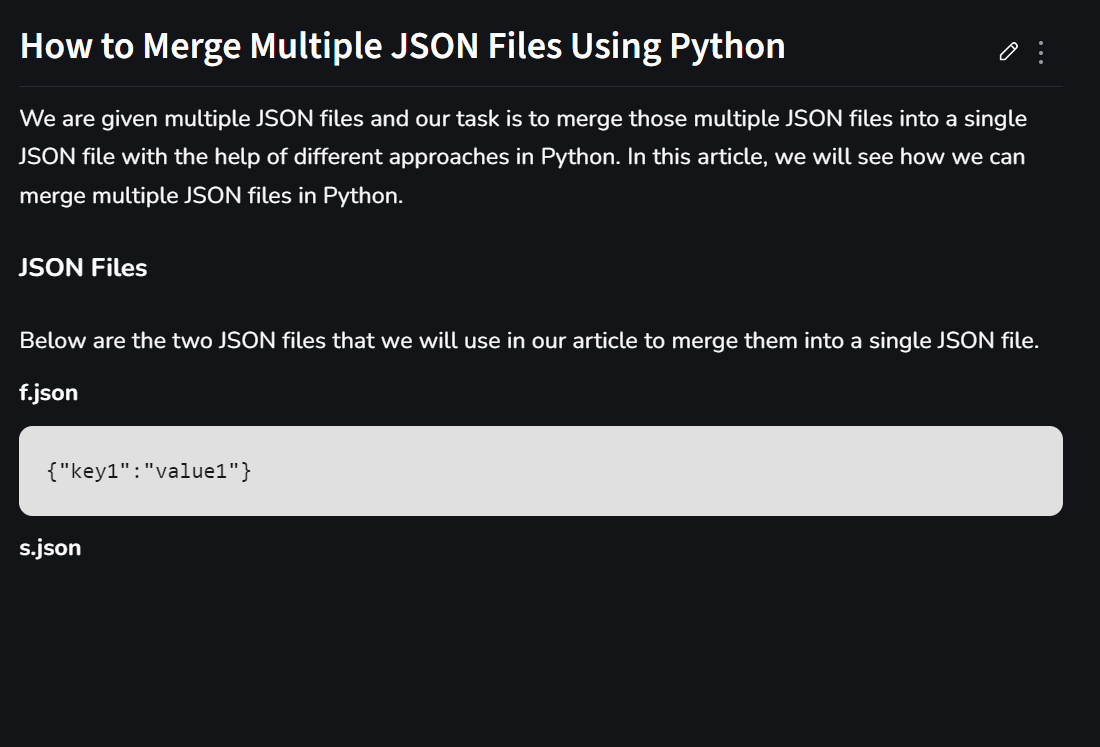 How to Merge Multiple JSON Files Using Python
We are given multiple JSON files and our task is to merge those multiple JSON files into a single
JSON file with the help of different approaches in Python. In this article, we will see how we can
merge multiple JSON files in Python.
JSON Files
Below are the two JSON files that we will use in our article to merge them into a single JSON file.
f.json
{"key1":"value1"}
s.json